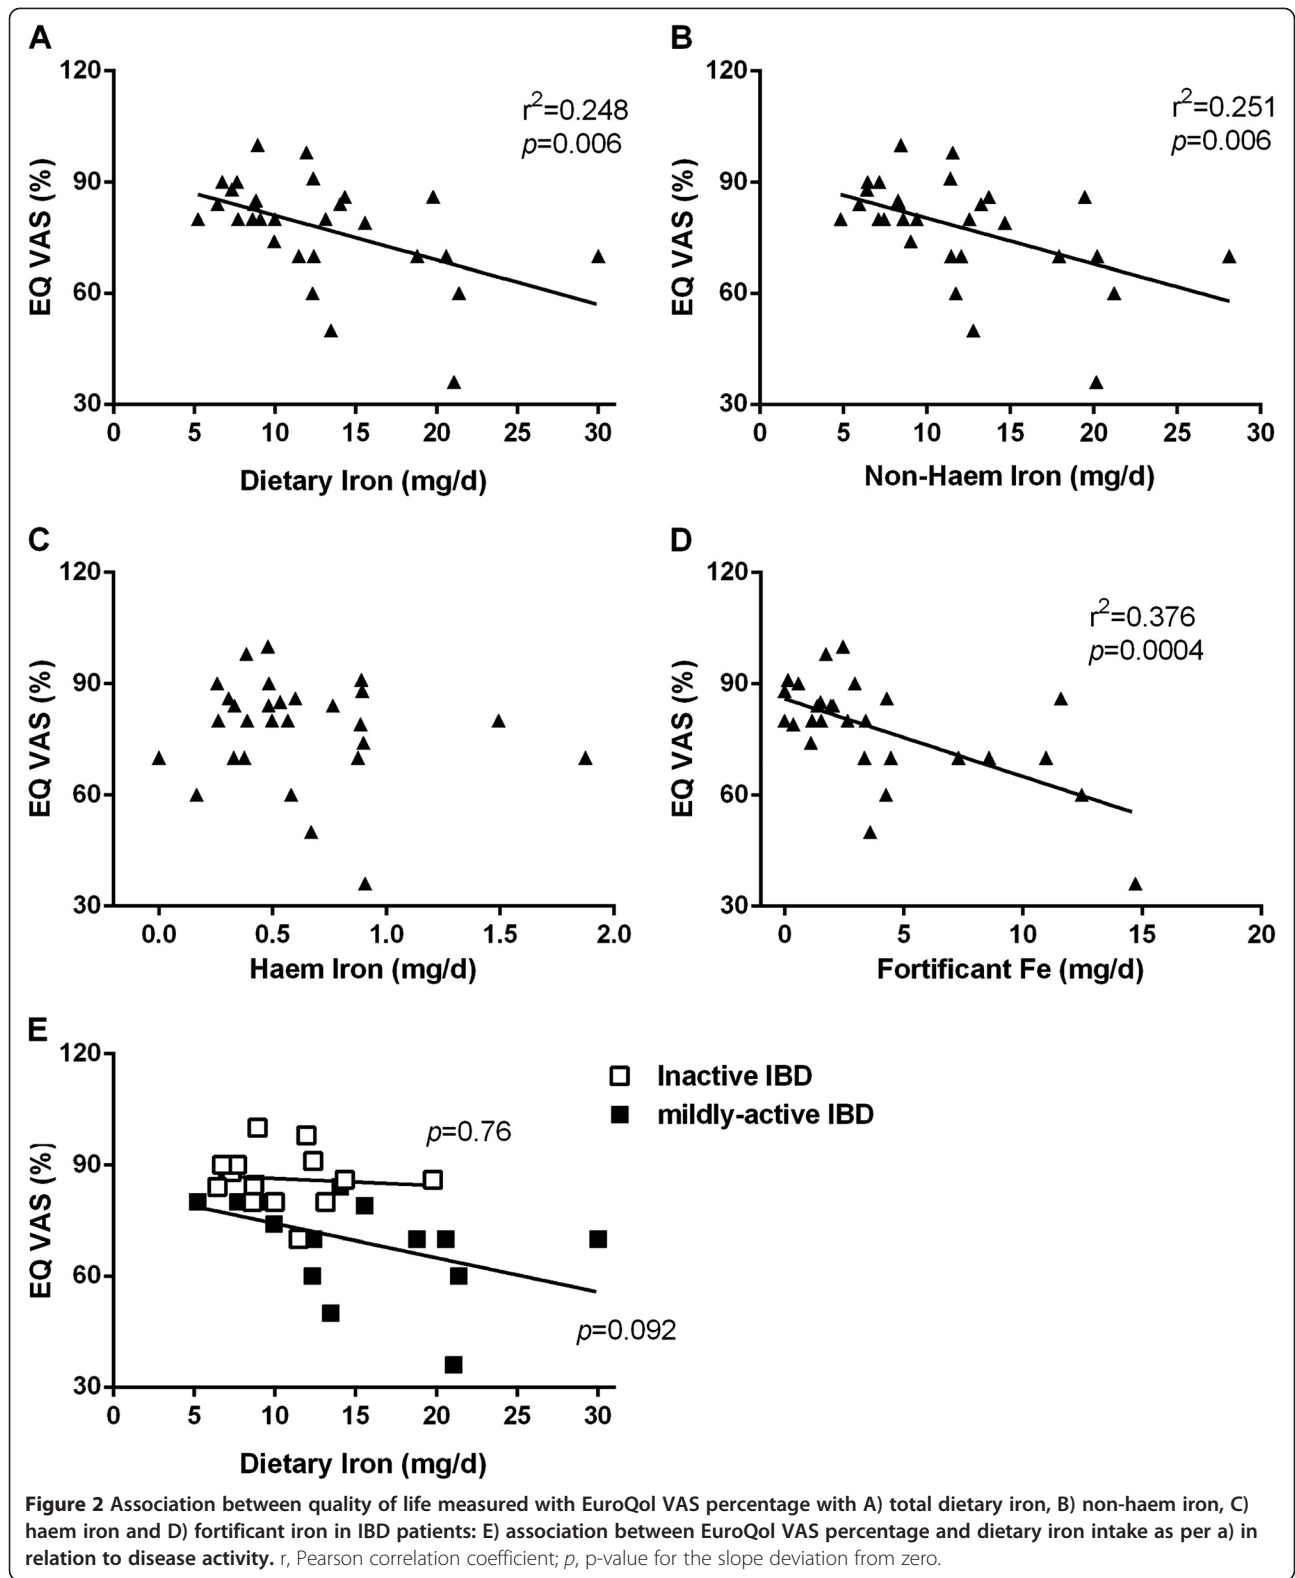 A
120
90
60
30
EQ VAS (%)
r2=0.248
p=0.006
0 5 10 15 20 25 30
Dietary Iron (mg/d)
B
120
90
60
30
EQ VAS (%)
r2=0.251
p=0.006
0 5 10 15 20 25 30
Non-Haem Iron (mg/d)
C
120
90
60
30
EQ VAS (%)
0.0 0.5 1.0 1.5 2.0
Haem Iron (mg/d)
D
120
90
60
30
EQ VAS (%)
r2=0.376
p=0.0004
0 5 10 15 20
Fortificant Fe (mg/d)
E
120
90
60
30
EQ VAS (%)
Inactive IBD
mildly-active IBD
p=0.76
p=0.092
0 5 10 15 20 25 30
Dietary Iron (mg/d)
Figure 2 Association between quality of life measured with EuroQol VAS percentage with A) total dietary iron, B) non-haem iron, C)
haem iron and D) fortificant iron in IBD patients: E) association between EuroQol VAS percentage and dietary iron intake as per a) in
relation to disease activity. r, Pearson correlation coefficient; p, p-value for the slope deviation from zero.